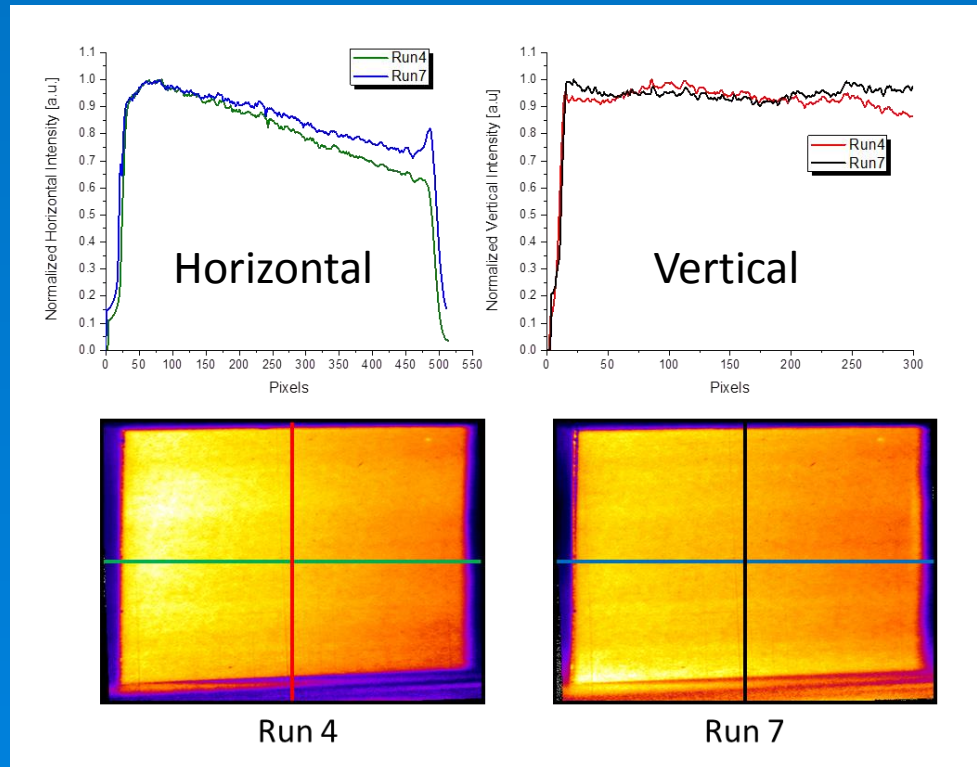 1.1
1.0
0.9
0.8
0.7
0.6
0.5
0.4
0.3
0.2
0.1
0.0
Normalized Horizontal Intensity [a.u.]
Run4
Run7
Horizontal
0 50 100 150 200 250 300 350 400 450 500 550
Pixels
1.1
1.0
0.9
0.8
0.7
0.6
0.5
0.4
0.3
0.2
0.1
0.0
Normalized Vertical Intensity [a.u]
Run4
Run7
Vertical
0 50 100 150 200 250 300
Pixels
Run 4
Run 7